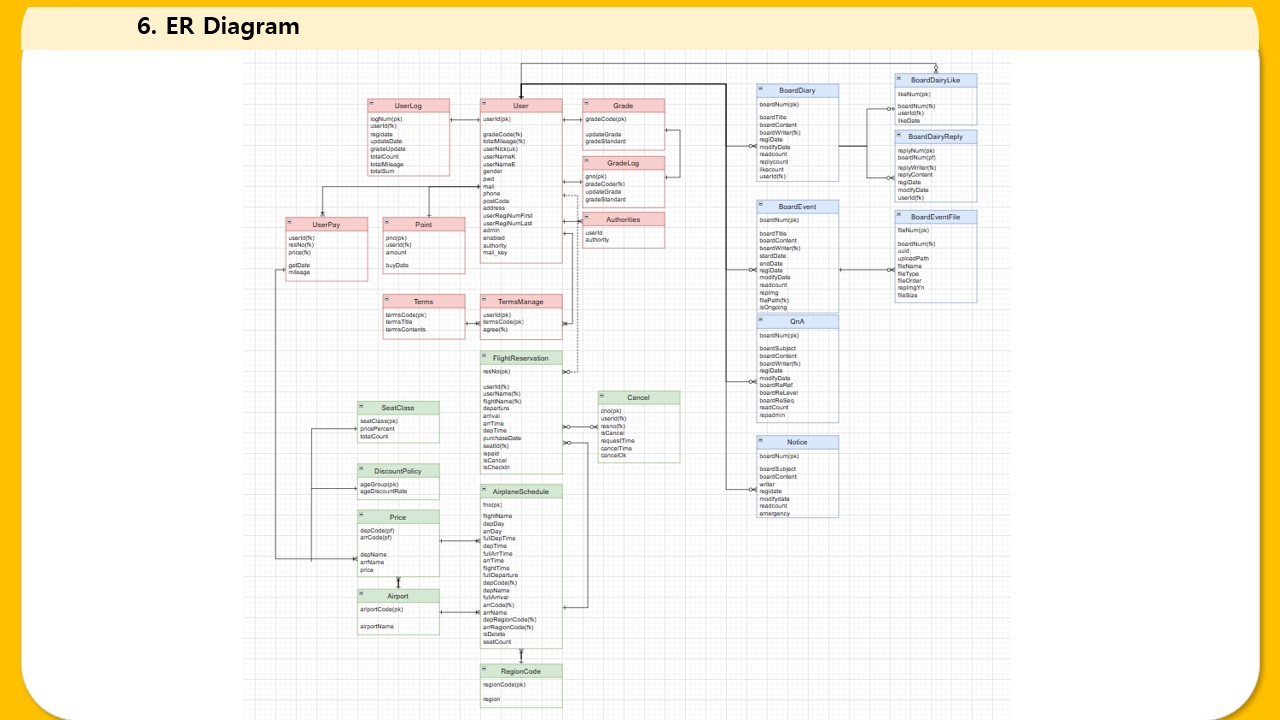 6. ER Diagram
UserLog
logNum(pk)
userId(fk)
regidate
updateDate
gradeUpdate
totalCount
totalMileage
totalSum
User
userId(pk)
gradeCode(fk)
totalMileage(fk)
userNick(uk)
userNameK
userNameE
gender
pwd
mail
phone
postCode
address
userRegiNumFirst
userRegiNumLast
admin
enabled
authority
mail_key
Grade
gradeCode(pk)
updateGrade
gradeStandard
GradeLog
gno(pk)
gradeCode(fk)
updateGrade
gradeStandard
Authorities
userId
authority
UserPay
userId(fk)
resNo(fk)
price(fk)
getDate
mileage
Point
pno(pk)
userId(fk)
amount
buyDate
Terms
termsCode(pk)
termsTitle
termsContents
TermsManage
userId(pk)
termsCode(pk)
agree(fk)
FlightReservation
resNo(pk)
userId(fk)
userName(fk)
flightName(fk)
departure
arrival
arrTime
depTime
purchaseDate
seatId(fk)
ispaid
isCancel
isCheckIn
Cancel
cno(pk)
userId(fk)
resno(fk)
isCancel
requestTime
cancelTime
cancelOk
SeatClass
seatClass(pk)
pricePercent
totalCount
DiscountPolicy
ageGroup(pk)
ageDiscountRate
Price
depCode(pf)
arrCode(pf)
depName
arrName
price
Airport
ariportCode(pk)
airportName
AirplaneSchedule
fno(pk)
flightName
depDay
arrDay
fullDepTime
depTime
fullArrTime
arrTime
flightTime
fullDeparture
depCode(fk)
depName
fullArrival
arrCode(fk)
arrName
depRegionCode(fk)
arrRegionCode(fk)
isDelete
seatCount
RegionCode
regionCode(pk)
region
BoardDiary
boardNum(pk)
boardTitle
boardContent
boardWriter(fk)
regiDate
modifyDate
readcount
replycount
likecount
userId(fk)
BoardDairyLike
likeNum(pk)
boardNum(fk)
userId(fk)
likeDate
BoardDairyReply
replyNum(pk)
boardNum(pf)
replyWriter(fk)
replyContent
regiDate
modifyDate
userId(fk)
BoardEvent
boardNum(pk)
boardTitle
boardContent
boardWriter(fk)
stardDate
endDate
regiDate
modifyData
readcount
repImg
filePath(fk)
isOngoing
BoardEventFile
fileNum(pk)
boardNum(fk)
uuid
uploadPath
fileName
fileType
fileOrder
repImgYn
fileSize
QnA
boardNum(pk)
boardSubject
boardContent
boardWriter(fk)
regiDate
modifyDate
boardReRef
boardReLevel
boardReSeq
readCount
repadmin
Notice
boardNum(pk)
boardSubject
boardContent
writer
regidate
modifydate
readcount
emergency